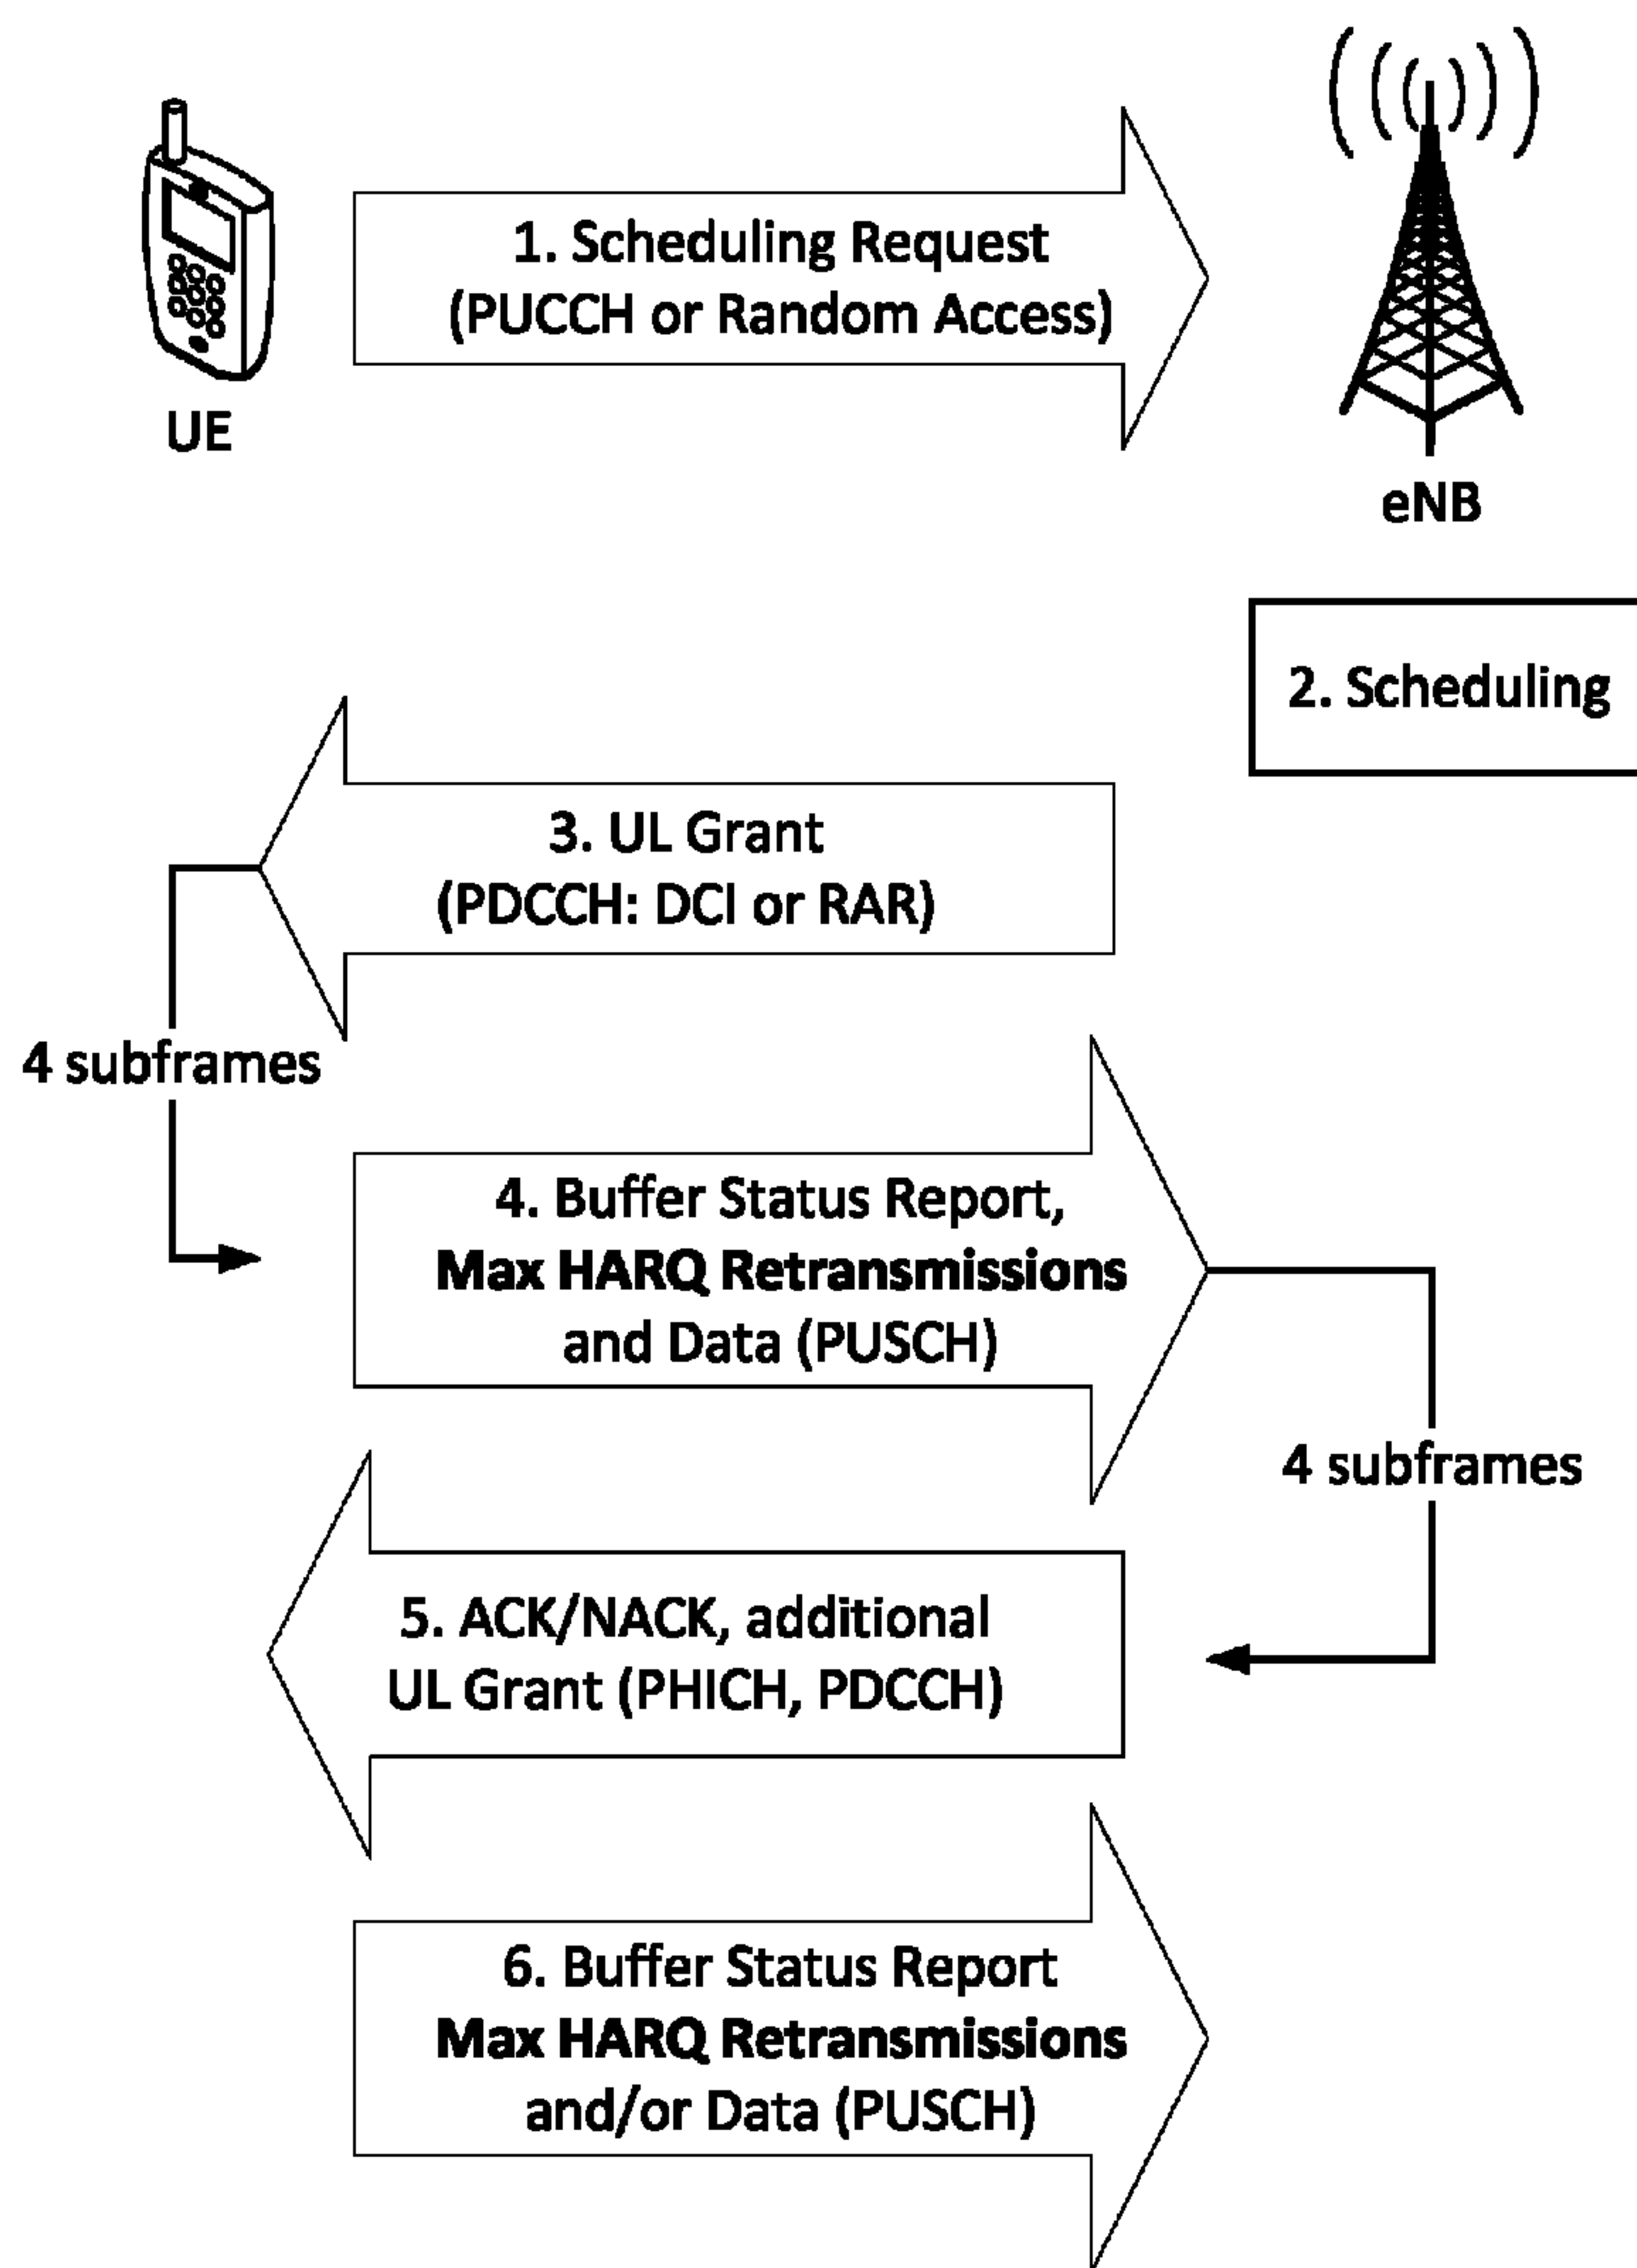 1. Scheduling Request
(PUCCH or Random Access)
UE
eNB
2. Scheduling
3. UL Grant
(PDCCH: DCI or RAR)
4 subframes
4. Buffer Status Report,
Max HARQ Retransmissions
and Data (PUSCH)
4 subframes
5. ACK/NACK, additional
UL Grant (PHICH, PDCCH)
6. Buffer Status Report
Max HARQ Retransmissions
and/or Data (PUSCH)